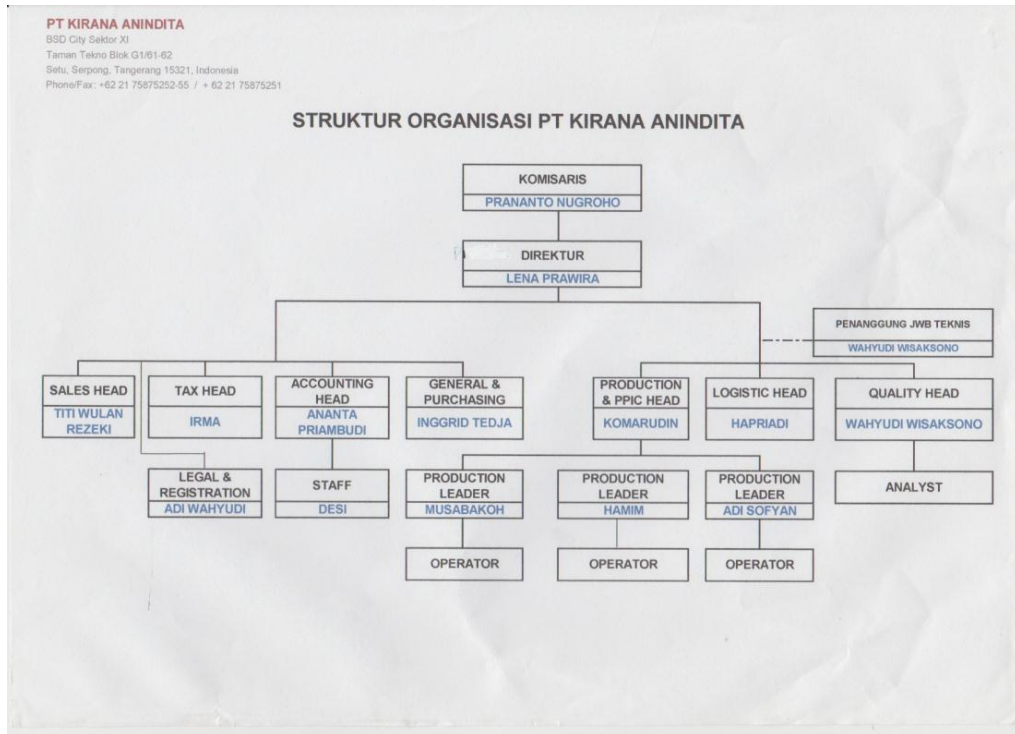 PT KIRANA ANINDITA
BSD City Sektor XI
Taman Tekno Blok G1/61-62
Setu, Serpong, Tangerang 15321, Indonesia
Phone/Fax: +62 21 75875252-55 / + 62 21 75875251
STRUKTUR ORGANISASI PT KIRANA ANINDITA
KOMISARIS
PRANANTO NUGROHO
DIREKTUR
LENA PRAWIRA
PENANGGUNG JWB TEKNIS
WAHYUDI WISAKSONO
SALES HEAD
TITI WULAN
REZEKI
TAX HEAD
IRMA
ACCOUNTING
HEAD
ANANTA
PRIAMBUDI
GENERAL &
PURCHASING
INGGRID TEDJA
PRODUCTION
& PPIC HEAD
KOMARUDIN
LOGISTIC HEAD
HAPRIADI
QUALITY HEAD
WAHYUDI WISAKSONO
LEGAL &
REGISTRATION
ADI WAHYUDI
STAFF
DESI
PRODUCTION
LEADER
MUSABAKOH
PRODUCTION
LEADER
HAMIM
PRODUCTION
LEADER
ADI SOFYAN
ANALYST
OPERATOR
OPERATOR
OPERATOR